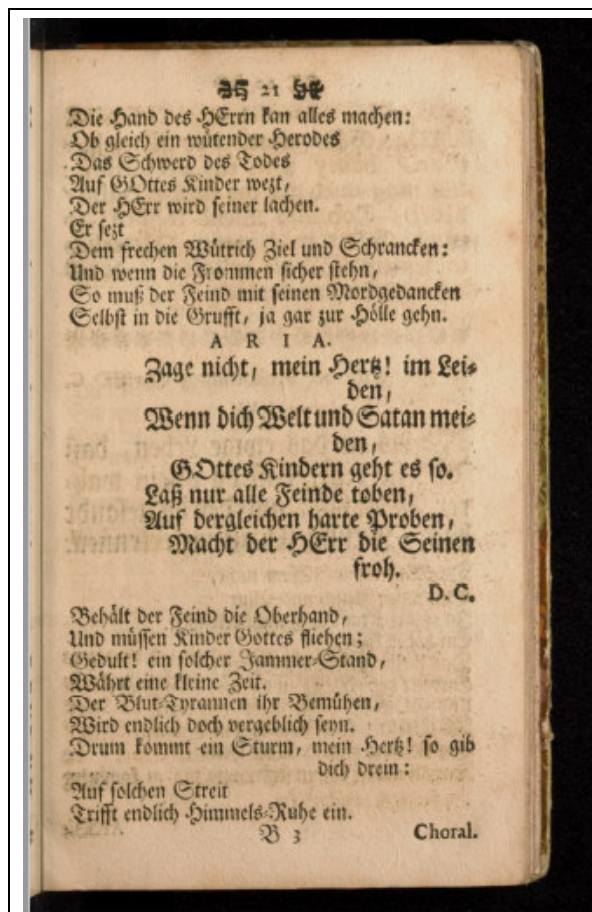 21
Die Hand des HErrn kan alles machen:
Ob gleich ein wütender Herodes
Das Schwerd des Todes
Auf GOttes Kinder wezt,
Der HErr wird seiner lachen.
Er sezt
Dem frechen Wütrich Ziel und Schrancken:
Und wenn die Frommen sicher stehn,
So muß der Feind mit seinen Mordgedancken
Selbst in die Grufft, ja gar zur Hölle gehn.
A R I A.
Zage nicht, mein Hertz! im Lei-
den,
Wenn dich Welt und Satan mei-
den,
GOttes Kindern geht es so.
Laß nur alle Feinde toben,
Auf dergleichen harte Proben,
Macht der HErr die Seinen
froh.
D. C.
Behält der Feind die Oberhand,
Und müssen Kinder Gottes fliehen;
Gedult! ein solcher Jammer-Stand,
Währt eine kleine Zeit.
Der Blut-Tyrannen ihr Bemühen,
Wird endlich doch vergeblich seyn.
Drum kommt ein Sturm, mein Hertz! so gib
dich drein:
Auf solchen Streit
Trifft endlich Himmels-Ruhe ein.
B 3 Choral.